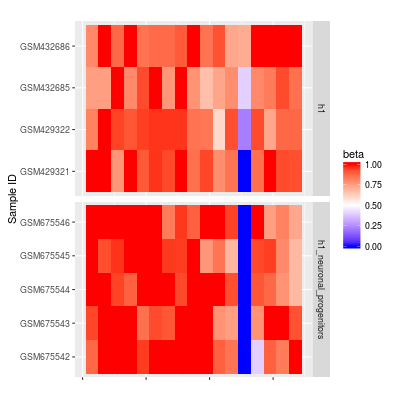 GSM432686
GSM432685
GSM429322
GSM429321
h1
GSM675546
GSM675545
GSM675544
GSM675543
GSM675542
h1_neuronal_progenitors
Sample ID
beta
1.00
0.75
0.50
0.25
0.00